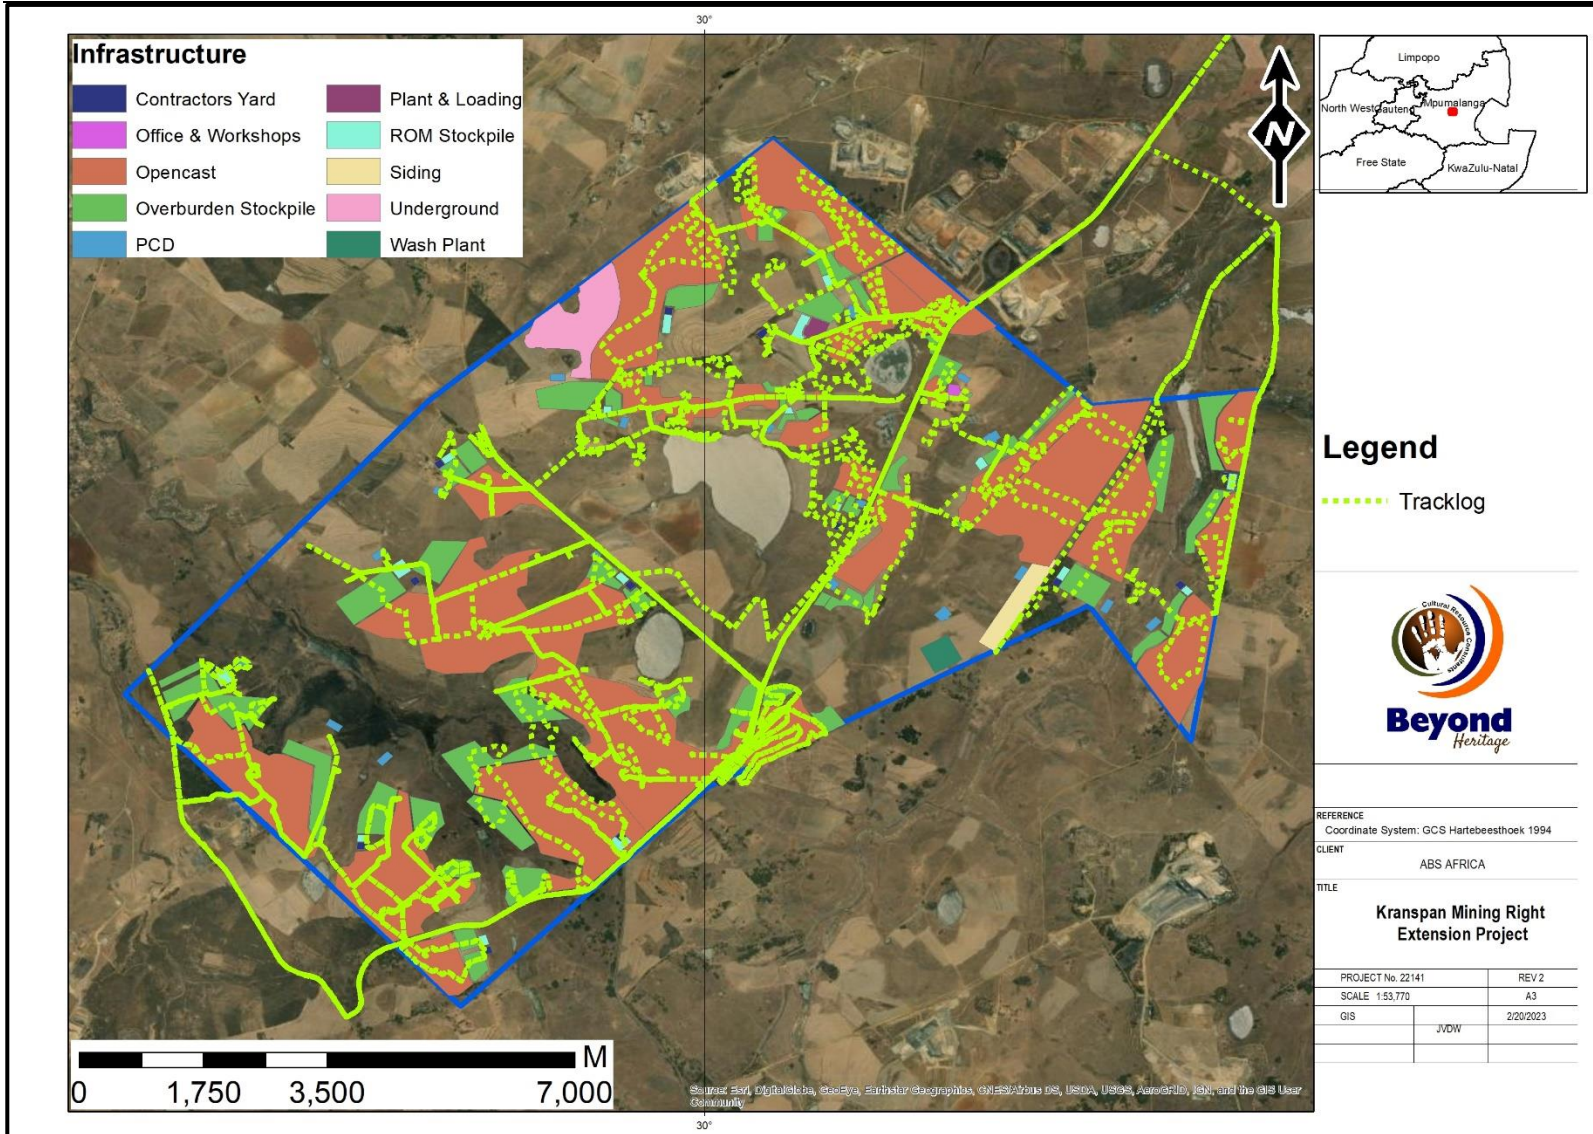 30°
Infrastructure
Contractors Yard
Office & Workshops
Opencast
Overburden Stockpile
PCD
Plant & Loading
ROM Stockpile
Siding
Underground
Wash Plant
N
Limpopo
North West
Gauteng
Mpumalanga
Free State
KwaZulu-Natal
Legend
Tracklog
Cultural Resource Consultants
Beyond
Heritage
REFERENCE
Coordinate System: GCS Hartebeesthoek 1994
CLIENT
ABS AFRICA
TITLE
Kranspan Mining Right
Extension Project
PROJECT No. 22141 REV 2
SCALE 1:53,770 A3
GIS 2/20/2023
JVDW
M
0 1,750 3,500 7,000
Source: Esri, DigitalGlobe, GeoEye, Earthstar Geographics, CNES/Airbus DS, USDA, USGS, AeroGRID, IGN, and the GIS User
Community
30°